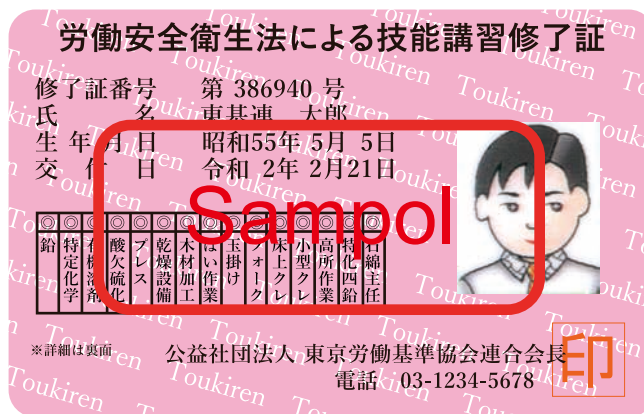 労働安全衛生法による技能講習修了証
修了証番号 第 386940 号
氏名 東基連 太郎
生年月日 昭和55年 5月 5日
交付日 令和 2年 2月21日
Sampol
◎ ◎ ◎ ◎ ◎ ◎ ◎ ◎ ◎ ◎ ◎ ◎ ◎ ◎ ◎
鉛
特定化学
有機溶剤
酸欠硫化
プレス
乾燥設備
木材加工
はい作業
玉掛け
フォーク
床上クレ
小型クレ
高所作業
特化四鉛
石綿主任
※詳細は裏面
公益社団法人 東京労働基準協会連合会長
印
電話 03-1234-5678
Toukiren